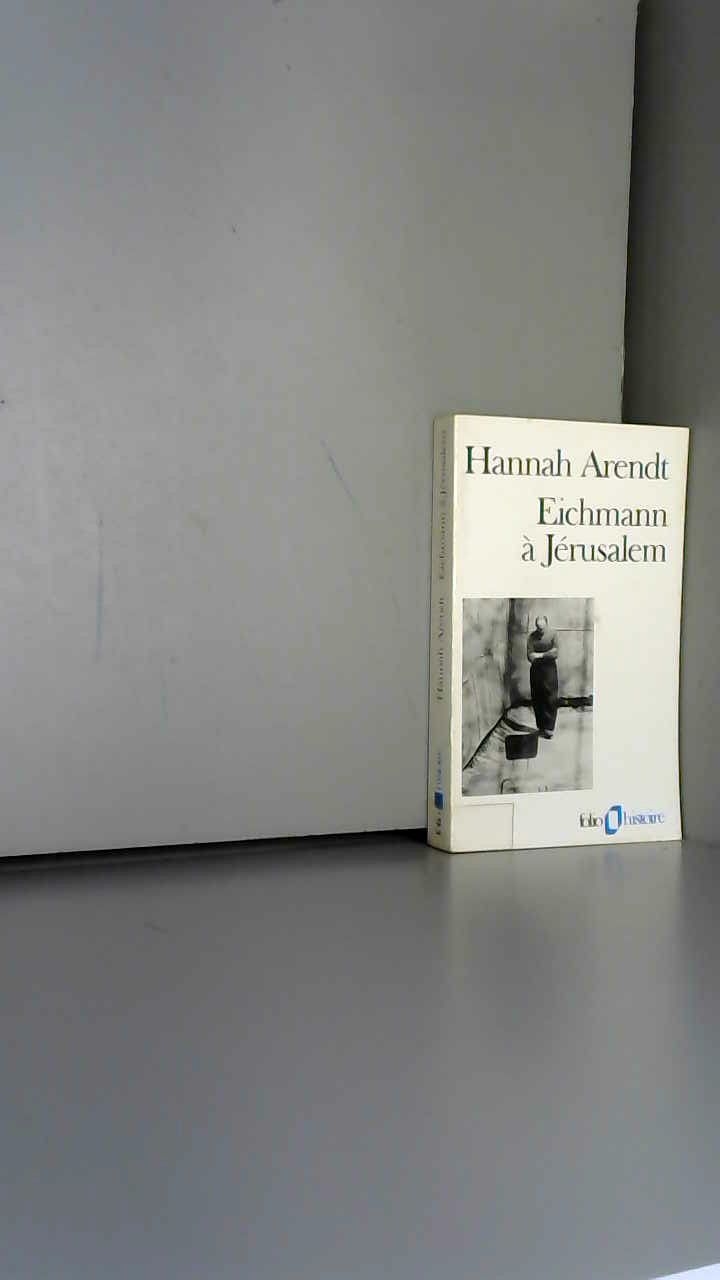 Hannah Arendt
Eichmann
à Jérusalem
folio histoire
Hannah Arendt Eichmann à Jérusalem